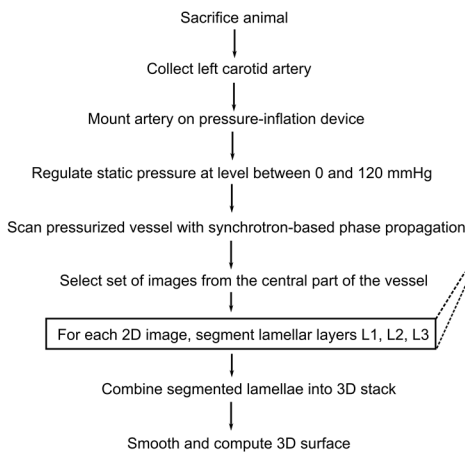 Sacrifice animal
Collect left carotid artery
Mount artery on pressure-inflation device
Regulate static pressure at level between 0 and 120 mmHg
Scan pressurized vessel with synchrotron-based phase propagation
Select set of images from the central part of the vessel
For each 2D image, segment lamellar layers L1, L2, L3
Combine segmented lamellae into 3D stack
Smooth and compute 3D surface